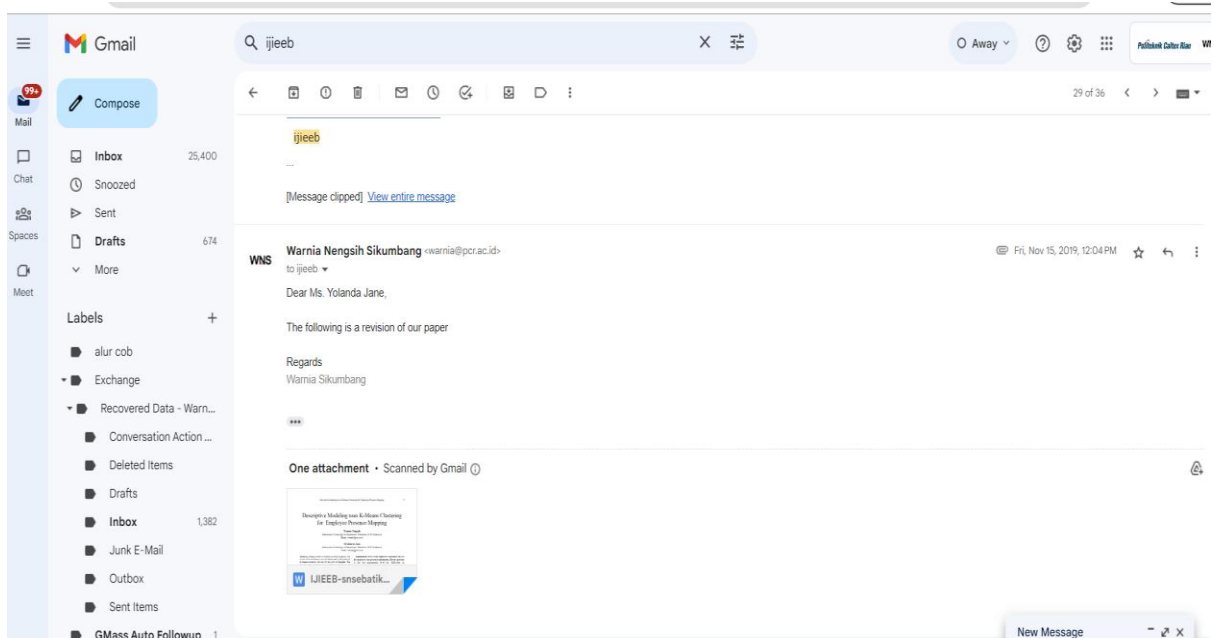 Gmail
ijieeb
Away
Politeknik Caltex Riau
99+
Mail
Compose
29 of 36
Chat
Spaces
Meet
Inbox 25,400
Snoozed
Sent
Drafts 674
More
Labels
alur cob
Exchange
Recovered Data - Warn...
Conversation Action ...
Deleted Items
Drafts
Inbox 1,382
Junk E-Mail
Outbox
Sent Items
GMass Auto Followup 1
ijieeb
...
[Message clipped] View entire message
WNS
Warnia Nengsih Sikumbang <warnia@pcr.ac.id>
Fri, Nov 15, 2019, 12:04 PM
to ijieeb
Dear Ms. Yolanda Jane,
The following is a revision of our paper
Regards
Warnia Sikumbang
One attachment • Scanned by Gmail
Descriptive Modeling uses K-Means Clustering
for Employee Presence Mapping
W IJIEEB-snsebatik...
New Message